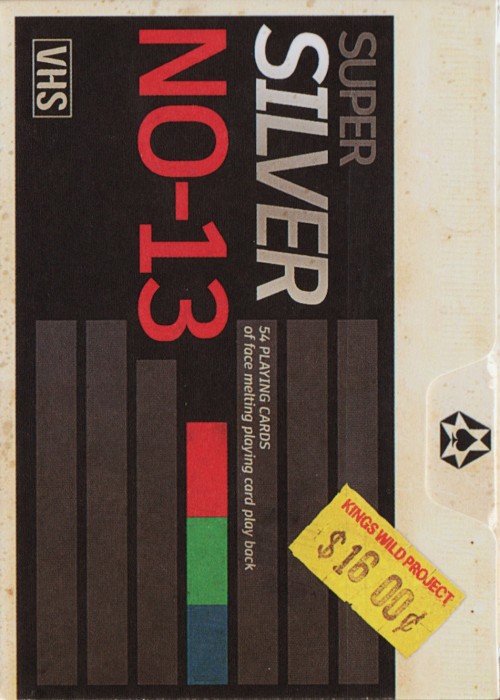 SUPER
SILVER
54 PLAYING CARDS
of face melting playing card play back
NO-13
VHS
KINGS WILD PROJECT
$16 00¢